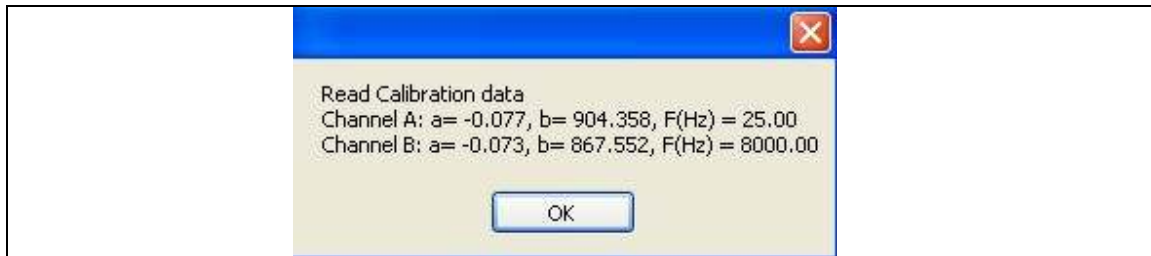 Read Calibration data
Channel A: a= -0.077, b= 904.358, F(Hz) = 25.00
Channel B: a= -0.073, b= 867.552, F(Hz) = 8000.00
OK